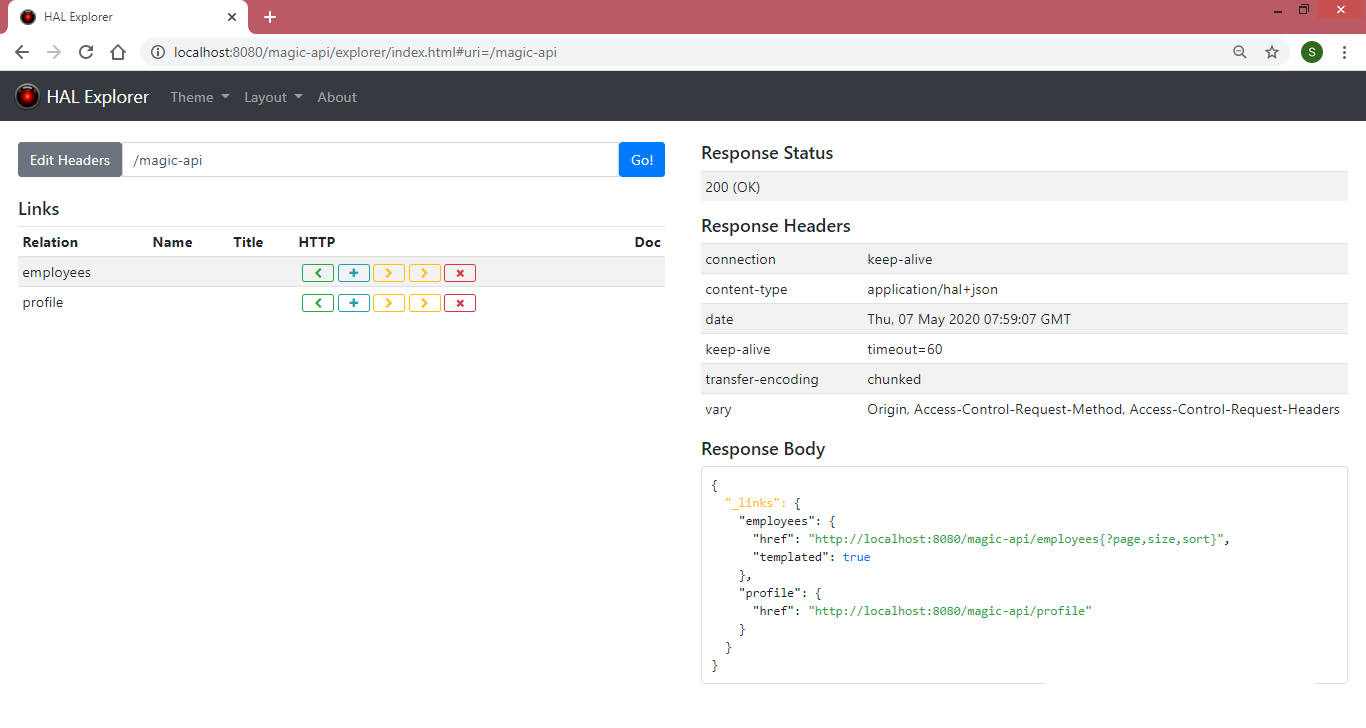 HAL Explorer
localhost:8080/magic-api/explorer/index.html#uri=/magic-api
S
HAL Explorer Theme Layout About
Edit Headers /magic-api Go!
Links
Relation Name Title HTTP Doc
employees
profile
Response Status
200 (OK)
Response Headers
connection keep-alive
content-type application/hal+json
date Thu, 07 May 2020 07:59:07 GMT
keep-alive timeout=60
transfer-encoding chunked
vary Origin, Access-Control-Request-Method, Access-Control-Request-Headers
Response Body
{
"_links": {
"employees": {
"href": "http://localhost:8080/magic-api/employees{?page,size,sort}",
"templated": true
},
"profile": {
"href": "http://localhost:8080/magic-api/profile"
}
}
}